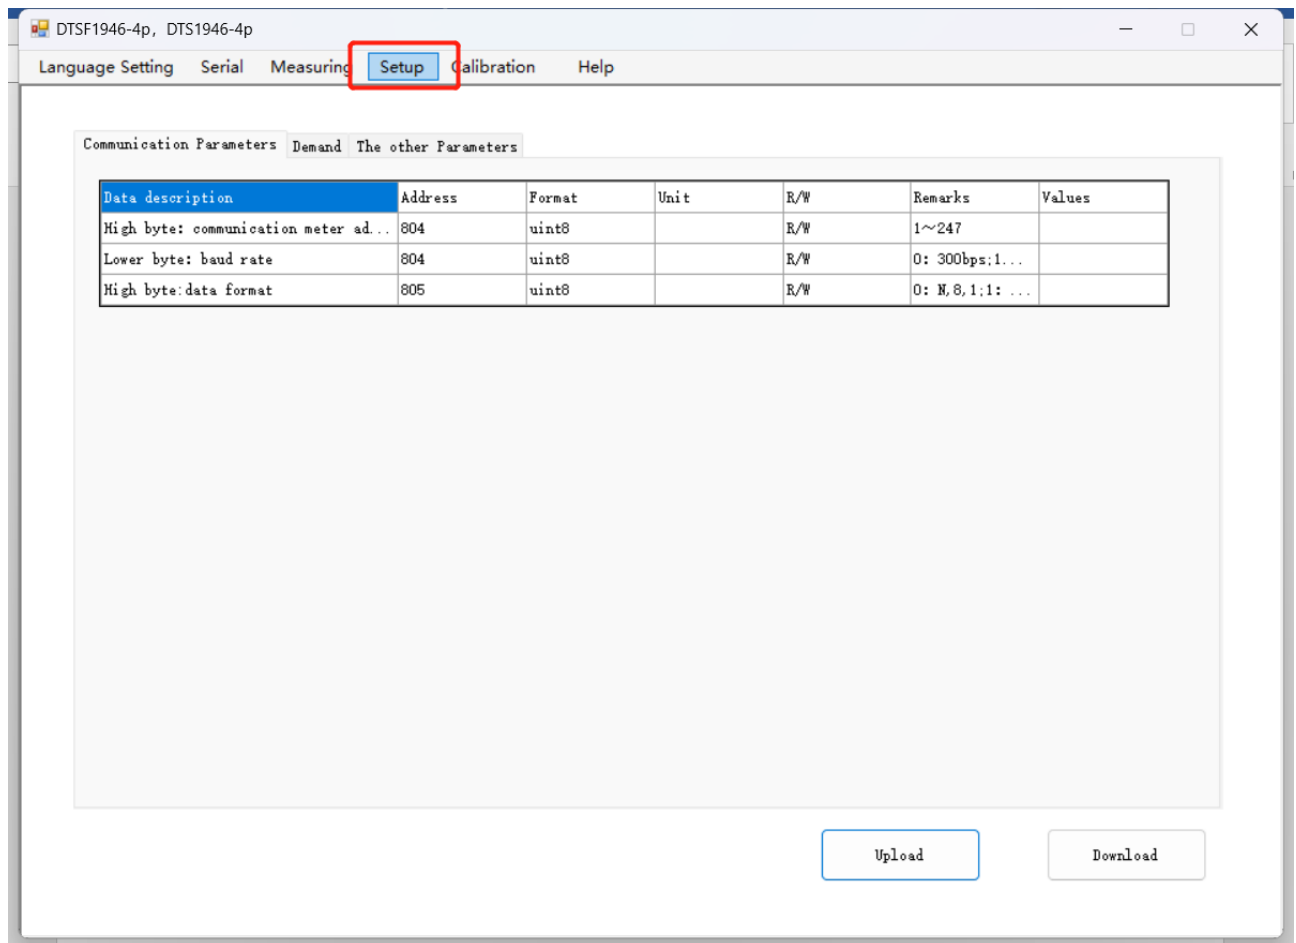 DTSF1946-4p, DTS1946-4p
Language Setting Serial Measuring Setup Calibration Help
Communication Parameters Demand The other Parameters
Data description Address Format Unit R/W Remarks Values
High byte: communication meter ad... 804 uint8 R/W 1～247
Lower byte: baud rate 804 uint8 R/W 0: 300bps;1...
High byte:data format 805 uint8 R/W 0: N,8,1;1: ...
Upload Download